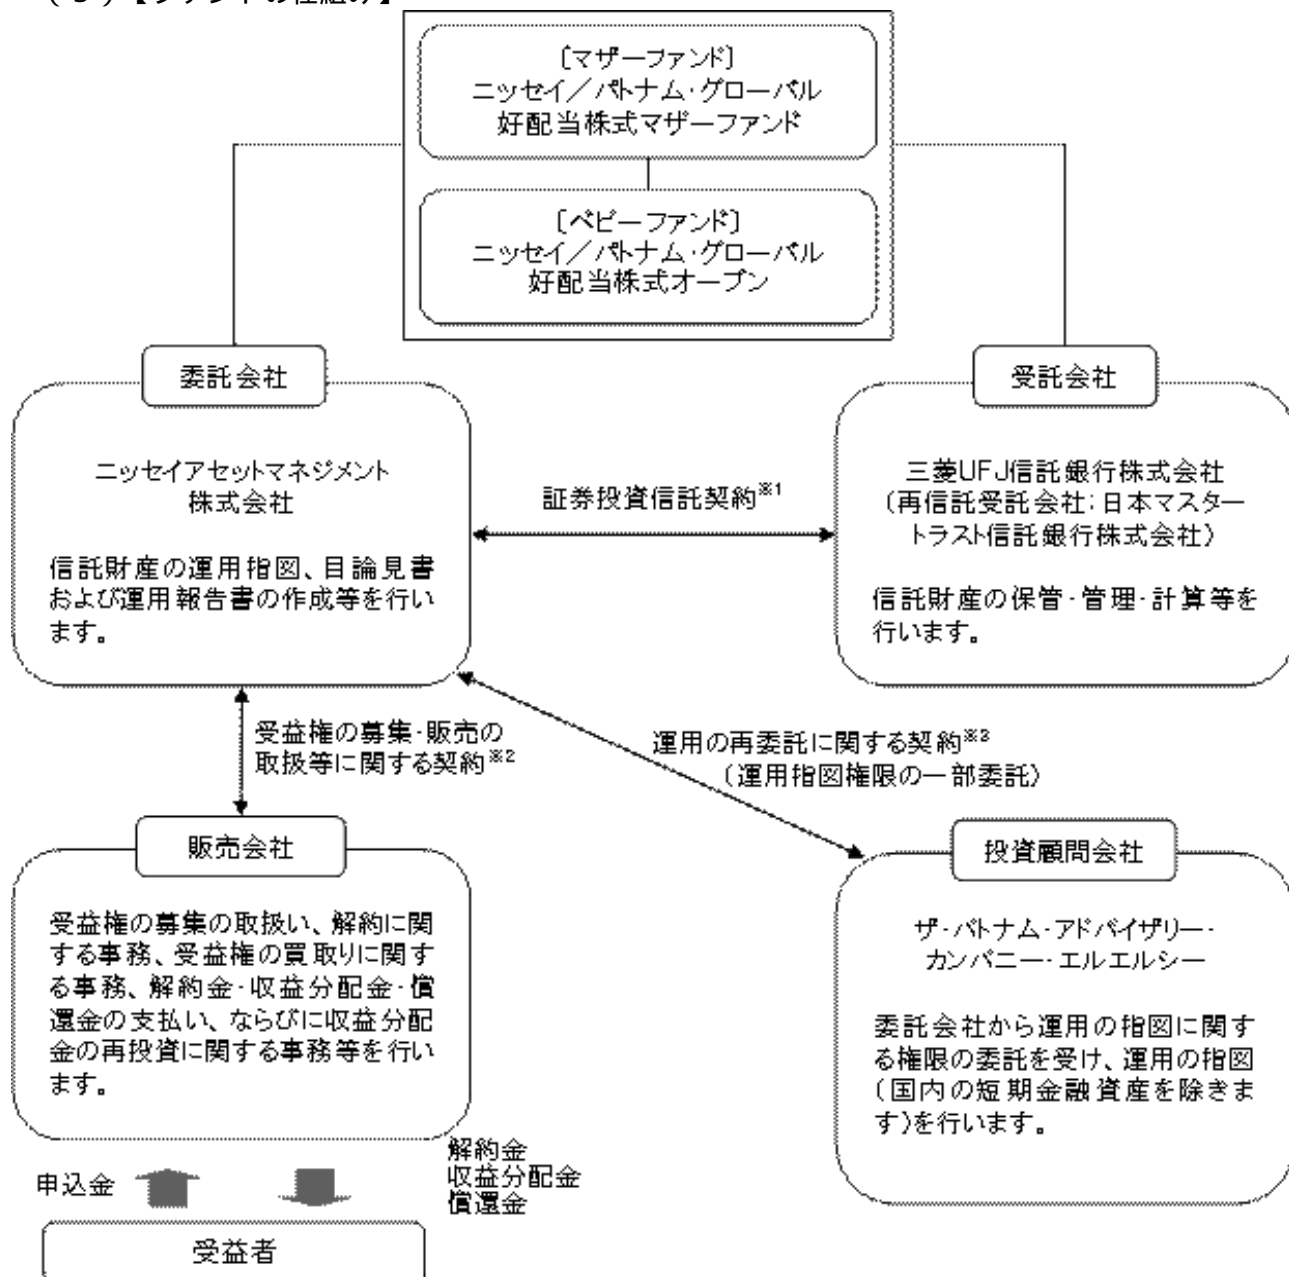 【ファンドの仕組み】
〔マザーファンド〕
ニッセイ／パトナム・グローバル
好配当株式マザーファンド
〔ベビーファンド〕
ニッセイ／パトナム・グローバル
好配当株式オープン
委託会社
ニッセイアセットマネジメント
株式会社
信託財産の運用指図、目論見書
および運用報告書の作成等を行い
ます。
証券投資信託契約※1
受託会社
三菱UFJ信託銀行株式会社
（再信託受託会社：日本マスター
トラスト信託銀行株式会社）
信託財産の保管・管理・計算等を
行います。
受益権の募集・販売の
取扱等に関する契約※2
運用の再委託に関する契約※3
（運用指図権限の一部委託）
販売会社
受益権の募集の取扱い、解約に関
する事務、受益権の買取りに関す
る事務、解約金・収益分配金・償
還金の支払い、ならびに収益分配
金の再投資に関する事務等を行い
ます。
投資顧問会社
ザ・パトナム・アドバイザリー・
カンパニー・エルエルシー
委託会社から運用の指図に関す
る権限の委託を受け、運用の指図
（国内の短期金融資産を除きま
す）を行います。
申込金
解約金
収益分配金
償還金
受益者